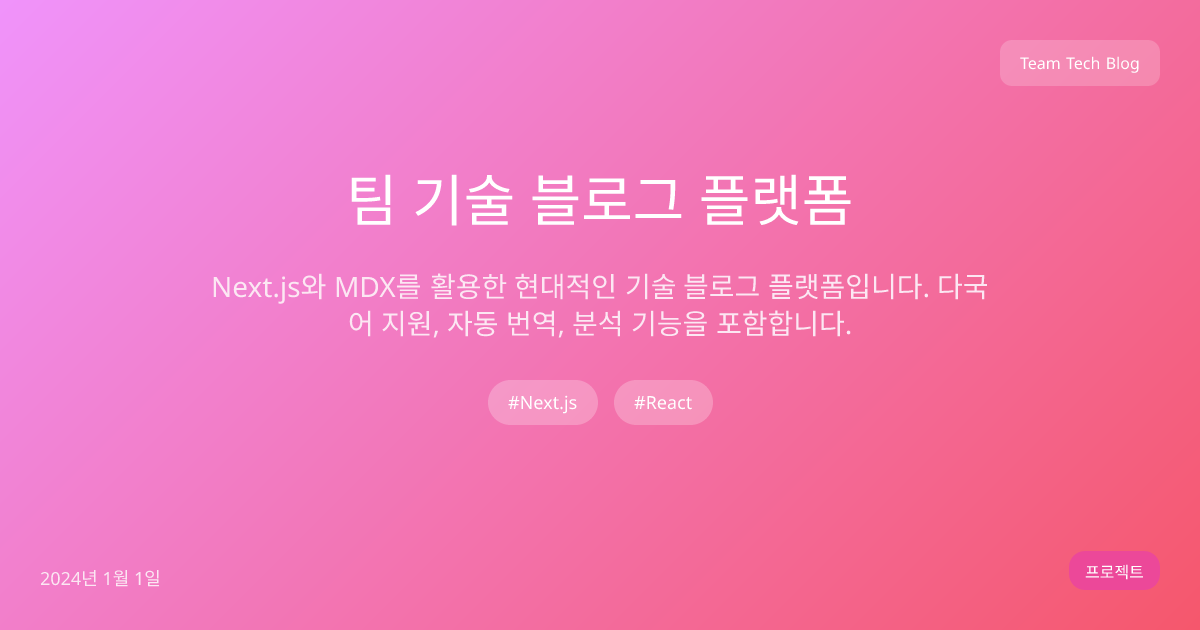 Team Tech Blog
팀 기술 블로그 플랫폼
Next.js와 MDX를 활용한 현대적인 기술 블로그 플랫폼입니다. 다국
어 지원, 자동 번역, 분석 기능을 포함합니다.
#Next.js #React
2024년 1월 1일
프로젝트